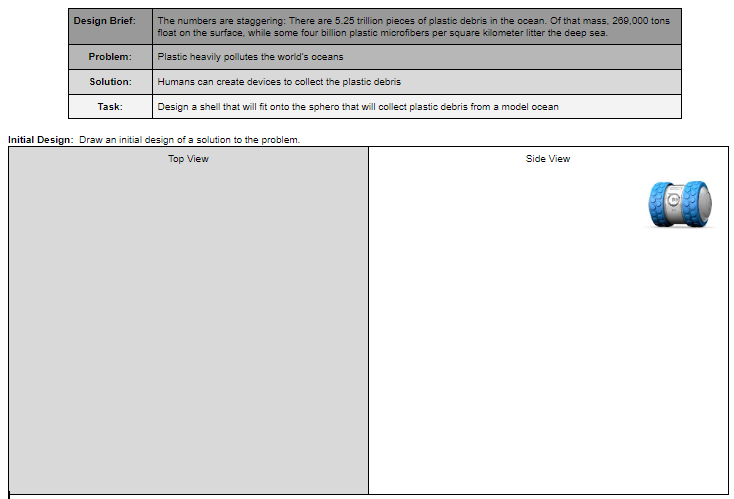 Design Brief: The numbers are staggering: There are 5.25 trillion pieces of plastic debris in the ocean. Of that mass, 269,000 tons
float on the surface, while some four billion plastic microfibers per square kilometer litter the deep sea.
Problem: Plastic heavily pollutes the world's oceans
Solution: Humans can create devices to collect the plastic debris
Task: Design a shell that will fit onto the sphero that will collect plastic debris from a model ocean
Initial Design: Draw an initial design of a solution to the problem.
Top View
Side View